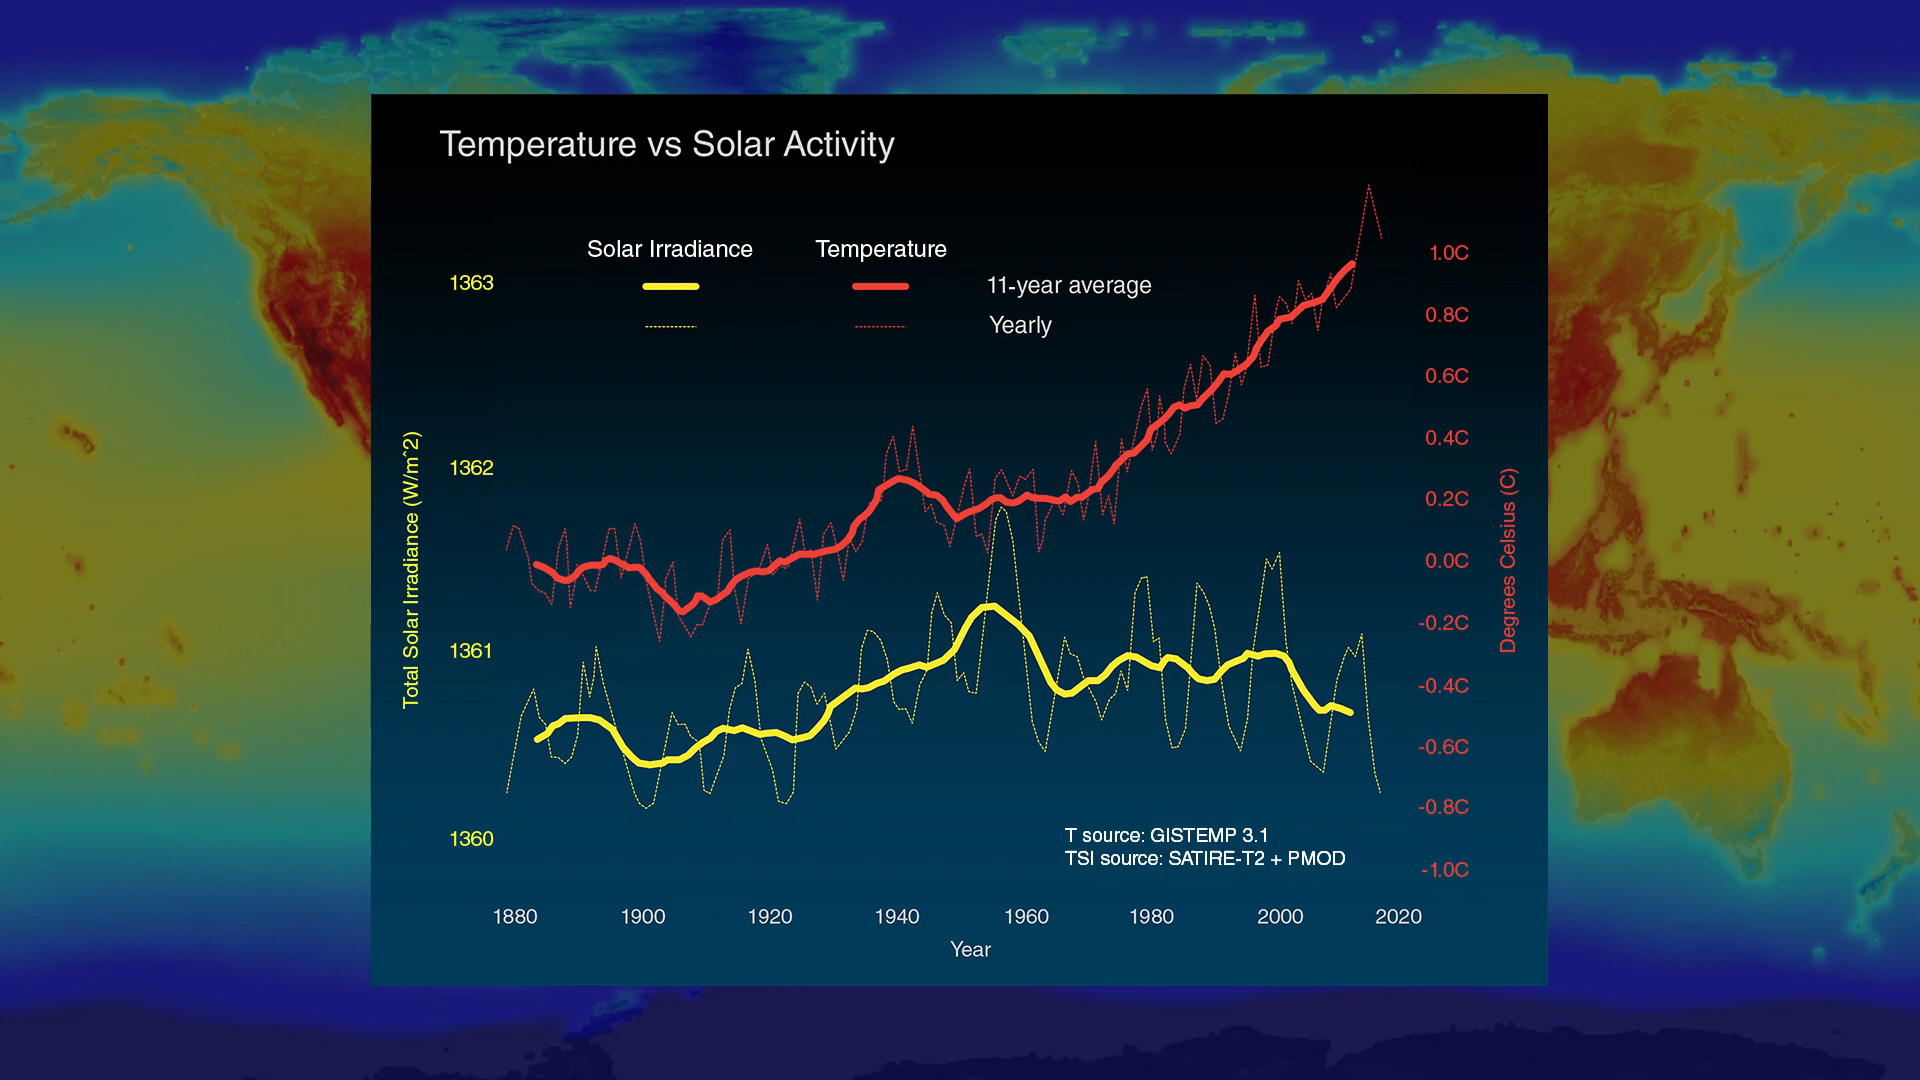 Temperature vs Solar Activity
Solar Irradiance Temperature
11-year average
Yearly
1363
1362
1361
1360
Total Solar Irradiance (W/m^2)
1.0C
0.8C
0.6C
0.4C
0.2C
0.0C
-0.2C
-0.4C
-0.6C
-0.8C
-1.0C
Degrees Celsius (C)
T source: GISTEMP 3.1
TSI source: SATIRE-T2 + PMOD
1880 1900 1920 1940 1960 1980 2000 2020
Year